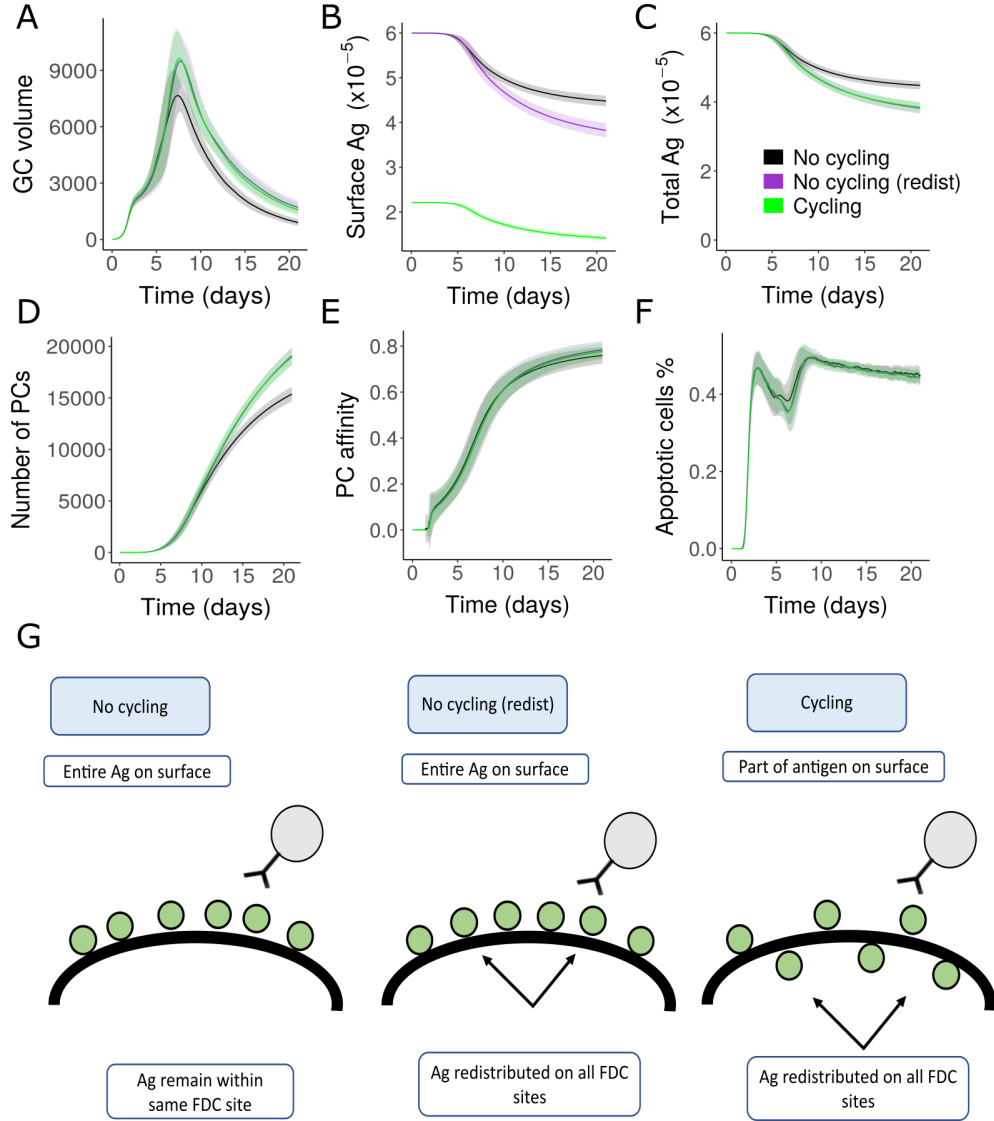 A
GC volume
9000
6000
3000
0
0 5 10 15 20
Time (days)
B
Surface Ag (x10⁻⁵)
6
5
4
3
2
0 5 10 15 20
Time (days)
C
Total Ag (x10⁻⁵)
6
4
2
0
No cycling
No cycling (redist)
Cycling
0 5 10 15 20
Time (days)
D
Number of PCs
20000
15000
10000
5000
0
0 5 10 15 20
Time (days)
E
PC affinity
0.8
0.6
0.4
0.2
0.0
0 5 10 15 20
Time (days)
F
Apoptotic cells %
0.4
0.2
0.0
0 5 10 15 20
Time (days)
G
No cycling
Entire Ag on surface
Ag remain within
same FDC site
No cycling (redist)
Entire Ag on surface
Ag redistributed on all FDC
sites
Cycling
Part of antigen on surface
Ag redistributed on all FDC
sites